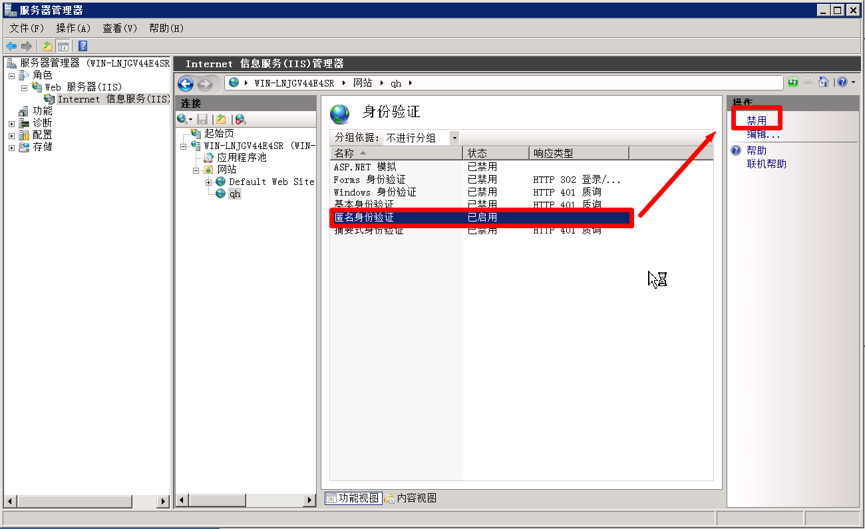 服务器管理器
文件(F) 操作(A) 查看(V) 帮助(H)
服务器管理器 (WIN-LNJGV44E4SR
角色
Web 服务器(IIS)
Internet 信息服务(IIS)
功能
诊断
配置
存储
Internet 信息服务(IIS)管理器
WIN-LNJGV44E4SR 网站 qh
连接
起始页
WIN-LNJGV44E4SR (WIN-
应用程序池
网站
Default Web Site
qh
身份验证
分组依据: 不进行分组
名称 状态 响应类型
ASP.NET 模拟 已禁用
Forms 身份验证 已禁用 HTTP 302 登录/...
Windows 身份验证 已禁用 HTTP 401 质询
基本身份验证 已禁用 HTTP 401 质询
匿名身份验证 已启用
摘要式身份验证 已禁用 HTTP 401 质询
功能视图 内容视图
操作
禁用
编辑...
帮助
联机帮助